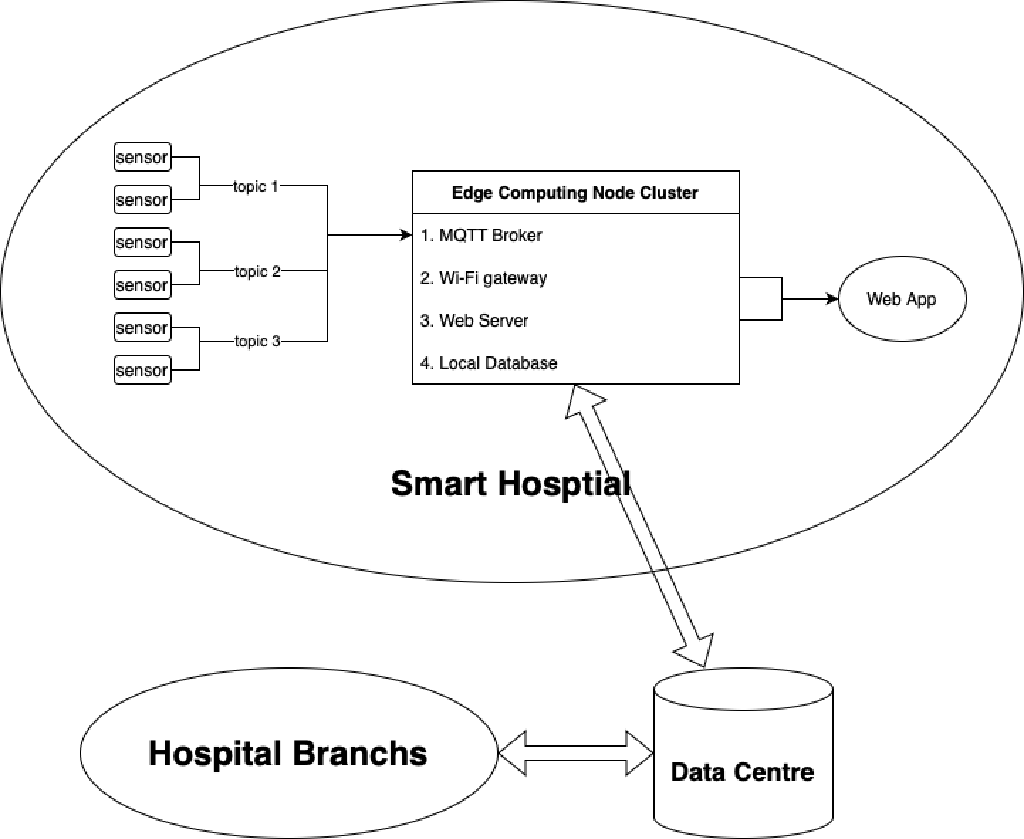 sensor
sensor
topic 1
sensor
sensor
topic 2
sensor
sensor
topic 3
Edge Computing Node Cluster
1. MQTT Broker
2. Wi-Fi gateway
3. Web Server
4. Local Database
Web App
Smart Hosptial
Hospital Branchs
Data Centre